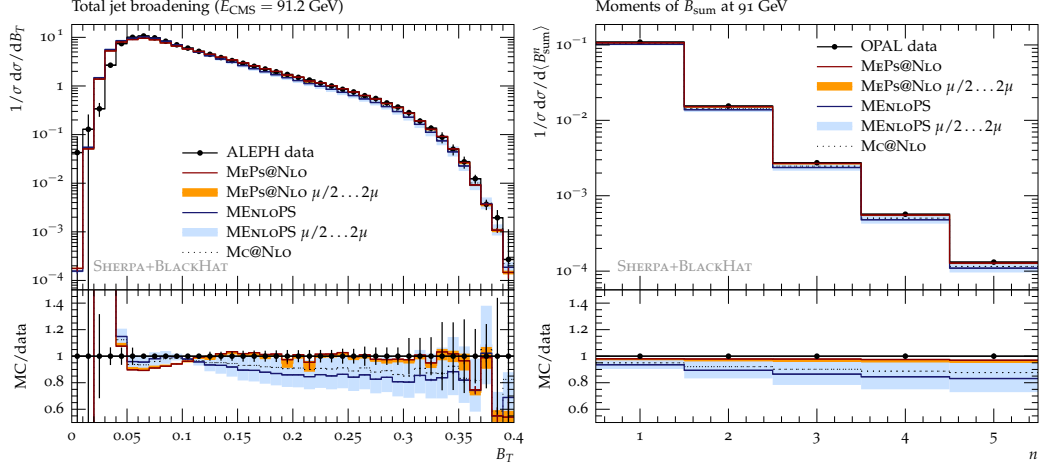 Total jet broadening (E_CMS = 91.2 GeV)
1/σ dσ/dB_T
10^1
1
10^−1
10^−2
10^−3
10^−4
ALEPH data
MEPS@NLO
MEPS@NLO μ/2...2μ
MENLOPS
MENLOPS μ/2...2μ
MC@NLO
SHERPA+BLACKHAT
MC/data
1.4
1.2
1
0.8
0.6
0 0.05 0.1 0.15 0.2 0.25 0.3 0.35 0.4
B_T
Moments of B_sum at 91 GeV
1/σ dσ/d⟨B^n_sum⟩
10^−1
10^−2
10^−3
10^−4
OPAL data
MEPS@NLO
MEPS@NLO μ/2...2μ
MENLOPS
MENLOPS μ/2...2μ
MC@NLO
SHERPA+BLACKHAT
MC/data
1.4
1.2
1
0.8
0.6
1 2 3 4 5
n